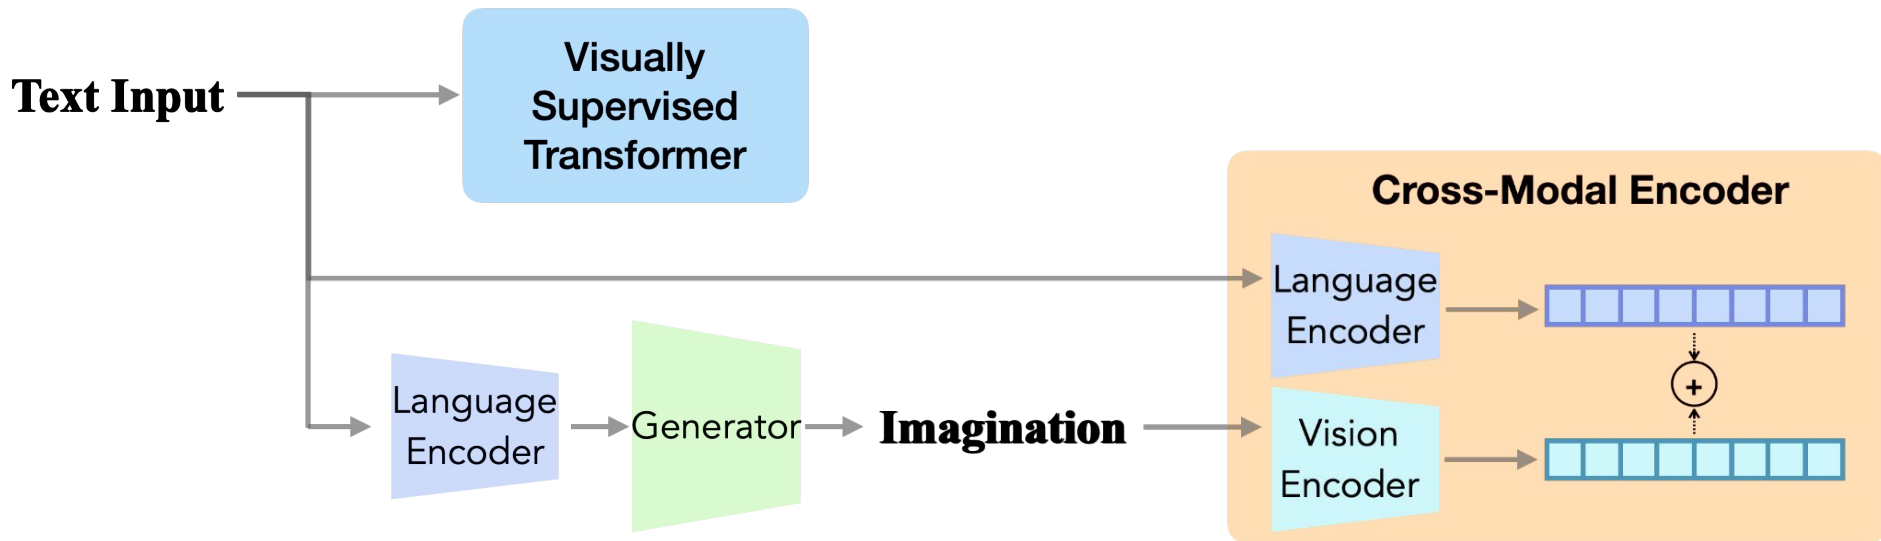 Text Input
Visually
Supervised
Transformer
Cross-Modal Encoder
Language
Encoder
Language
Encoder
Generator
Imagination
Vision
Encoder
+